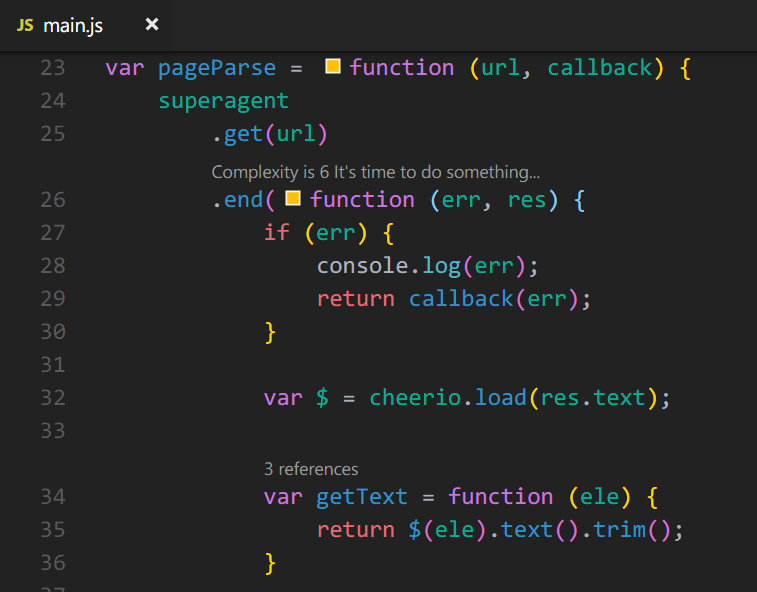 JS main.js ×
23 var pageParse = function (url, callback) {
24 superagent
25 .get(url)
Complexity is 6 It's time to do something...
26 .end( function (err, res) {
27 if (err) {
28 console.log(err);
29 return callback(err);
30 }
31
32 var $ = cheerio.load(res.text);
33
3 references
34 var getText = function (ele) {
35 return $(ele).text().trim();
36 }
37